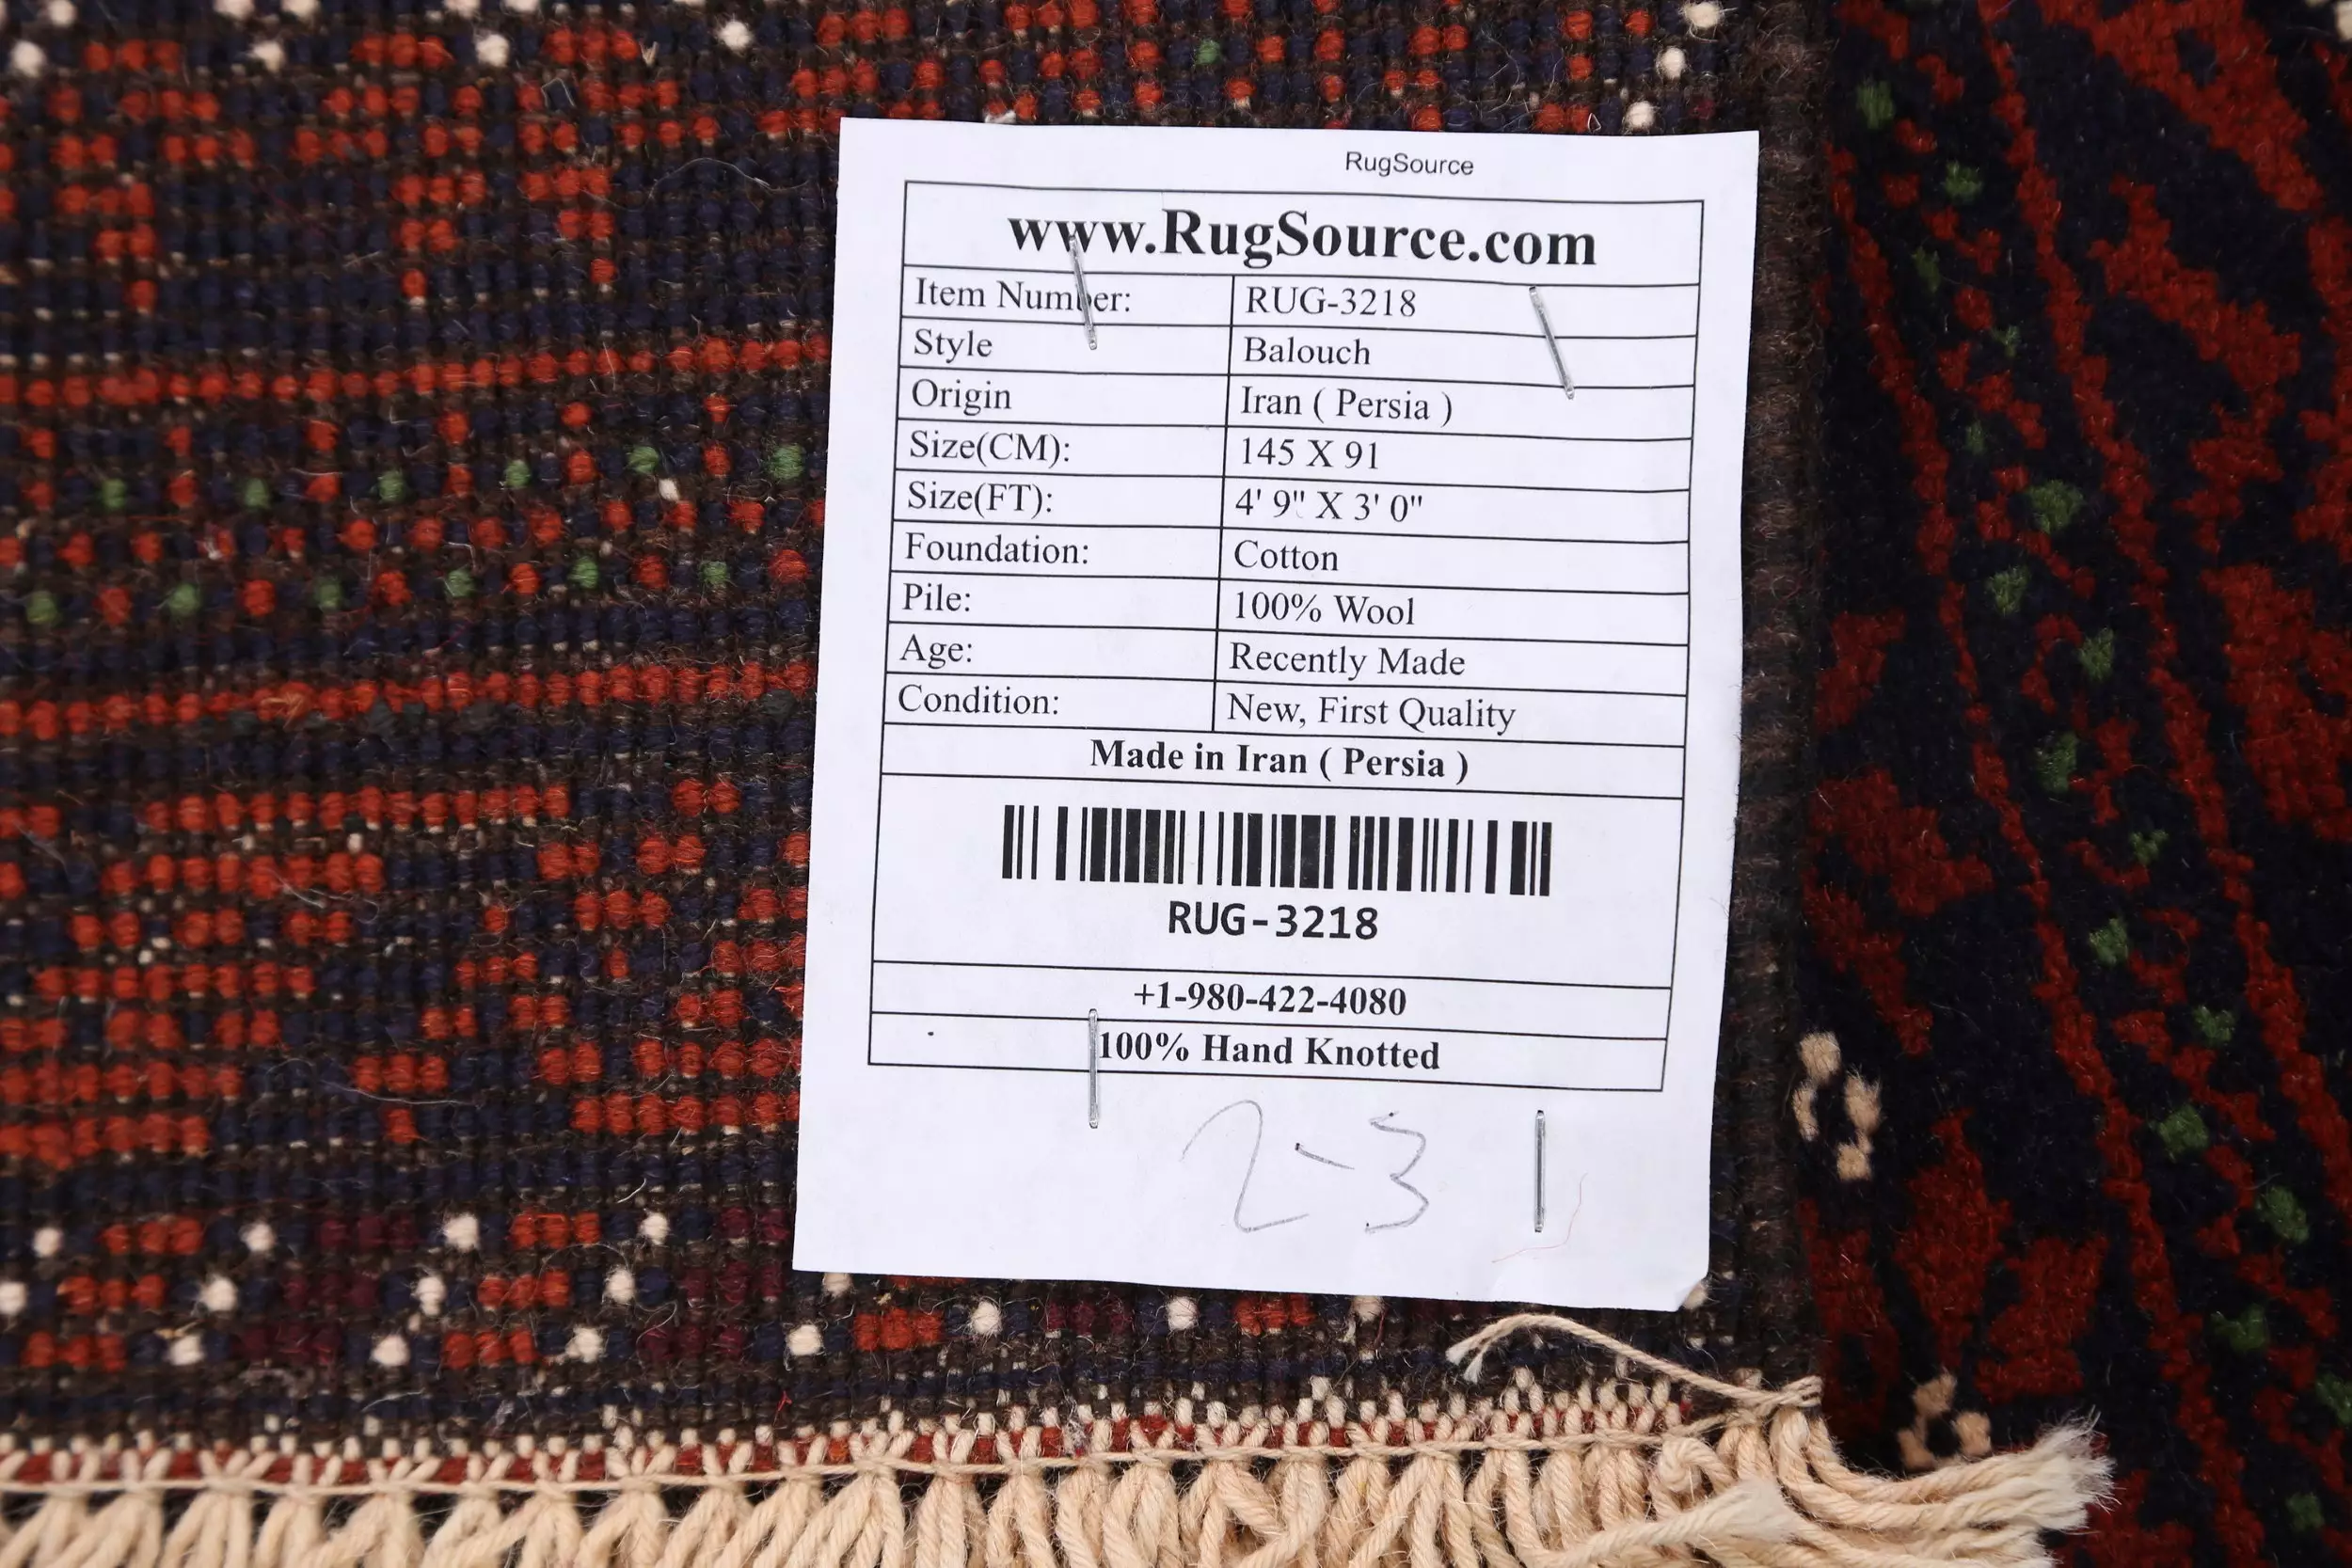 RugSource
www.RugSource.com
Item Number: RUG-3218
Style Balouch
Origin Iran ( Persia )
Size(CM): 145 X 91
Size(FT): 4' 9" X 3' 0"
Foundation: Cotton
Pile: 100% Wool
Age: Recently Made
Condition: New, First Quality
Made in Iran ( Persia )
RUG-3218
+1-980-422-4080
100% Hand Knotted
2-3